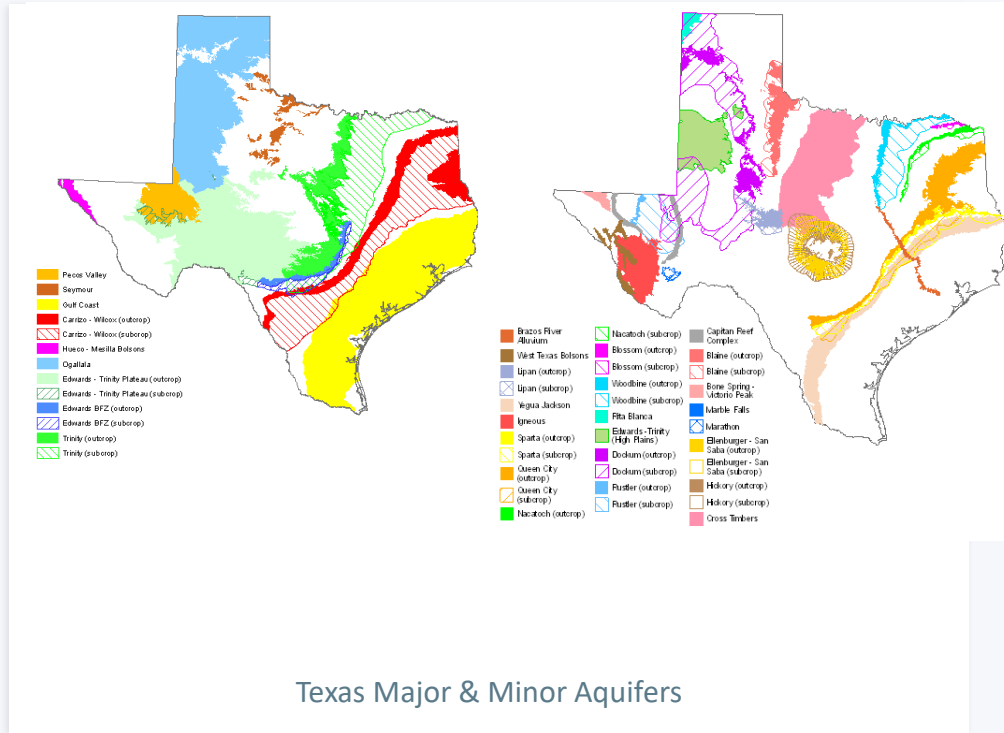 Pecos Valley
Seymour
Gulf Coast
Carrizo - Wilcox (outcrop)
Carrizo - Wilcox (subcrop)
Hueco - Mesilla Bolsons
Ogallala
Edwards - Trinity Plateau (outcrop)
Edwards - Trinity Plateau (subcrop)
Edwards BFZ (outcrop)
Edwards BFZ (subcrop)
Trinity (outcrop)
Trinity (subcrop)
Brazos River
Alluvium
West Texas Bolsons
Lipan (outcrop)
Lipan (subcrop)
Yegua Jackson
Igneous
Sparta (outcrop)
Sparta (subcrop)
Queen City
(outcrop)
Queen City
(subcrop)
Nacatoch (outcrop)
Nacatoch (subcrop)
Blossom (outcrop)
Blossom (subcrop)
Woodbine (outcrop)
Woodbine (subcrop)
Rita Blanca
Edwards -Trinity
(High Plains)
Dockum (outcrop)
Dockum (subcrop)
Rustler (outcrop)
Rustler (subcrop)
Capitan Reef
Complex
Blaine (outcrop)
Blaine (subcrop)
Bone Spring -
Victorio Peak
Marble Falls
Marathon
Ellenburger - San
Saba (outcrop)
Ellenburger - San
Saba (subcrop)
Hickory (outcrop)
Hickory (subcrop)
Cross Timbers
Texas Major & Minor Aquifers